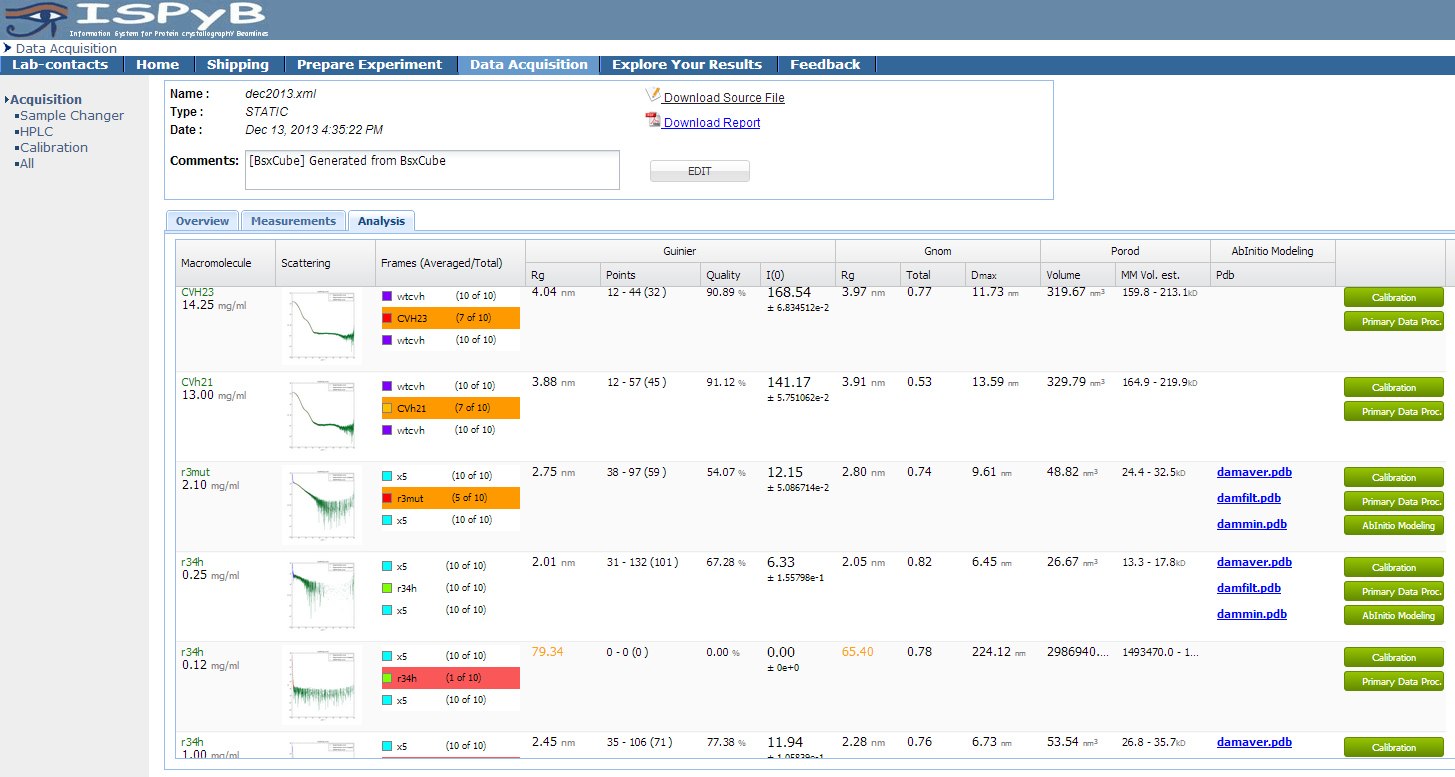 ISPyB
Information System for Protein crystallographY Beamlines
Data Acquisition
Lab-contacts Home Shipping Prepare Experiment Data Acquisition Explore Your Results Feedback
Acquisition
Sample Changer
HPLC
Calibration
All
Name : dec2013.xml
Type : STATIC
Date : Dec 13, 2013 4:35:22 PM
Comments: [BsxCube] Generated from BsxCube
Download Source File
Download Report
EDIT
Overview Measurements Analysis
Macromolecule Scattering Frames (Averaged/Total) Guinier Gnom Porod AbInitio Modeling
Rg Points Quality I(0) Rg Total Dmax Volume MM Vol. est. Pdb
CVH23 wtcvh (10 of 10) 4.04 nm 12 - 44 (32 ) 90.89 % 168.54 3.97 nm 0.77 11.73 nm 319.67 nm³ 159.8 - 213.1kD Calibration
14.25 mg/ml CVH23 (7 of 10) ± 6.834512e-2 Primary Data Proc.
wtcvh (10 of 10)
CVh21 wtcvh (10 of 10) 3.88 nm 12 - 57 (45 ) 91.12 % 141.17 3.91 nm 0.53 13.59 nm 329.79 nm³ 164.9 - 219.9kD Calibration
13.00 mg/ml CVh21 (7 of 10) ± 5.751062e-2 Primary Data Proc.
wtcvh (10 of 10)
r3mut x5 (10 of 10) 2.75 nm 38 - 97 (59 ) 54.07 % 12.15 2.80 nm 0.74 9.61 nm 48.82 nm³ 24.4 - 32.5kD damaver.pdb Calibration
2.10 mg/ml r3mut (5 of 10) ± 5.086714e-2 damfilt.pdb Primary Data Proc.
x5 (10 of 10) dammin.pdb AbInitio Modeling
r34h x5 (10 of 10) 2.01 nm 31 - 132 (101 ) 67.28 % 6.33 2.05 nm 0.82 6.45 nm 26.67 nm³ 13.3 - 17.8kD damaver.pdb Calibration
0.25 mg/ml r34h (10 of 10) ± 1.55798e-1 damfilt.pdb Primary Data Proc.
x5 (10 of 10) dammin.pdb AbInitio Modeling
r34h x5 (10 of 10) 79.34 0 - 0 (0 ) 0.00 % 0.00 65.40 0.78 224.12 nm 2986940.... 1493470.0 - 1... Calibration
0.12 mg/ml r34h (1 of 10) ± 0e+0 Primary Data Proc.
x5 (10 of 10)
r34h x5 (10 of 10) 2.45 nm 35 - 106 (71 ) 77.38 % 11.94 2.28 nm 0.76 6.73 nm 53.54 nm³ 26.8 - 35.7kD damaver.pdb Calibration
1.00 mg/ml